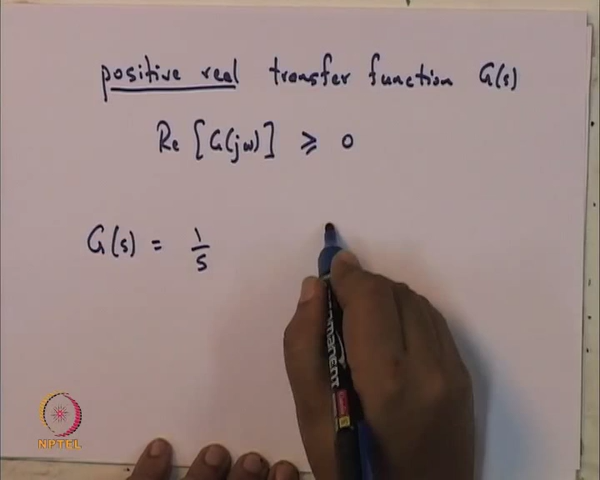 positive real transfer function G(s)
Re [G(jω)] ≥ 0
G(s) = 1/s
NPTEL